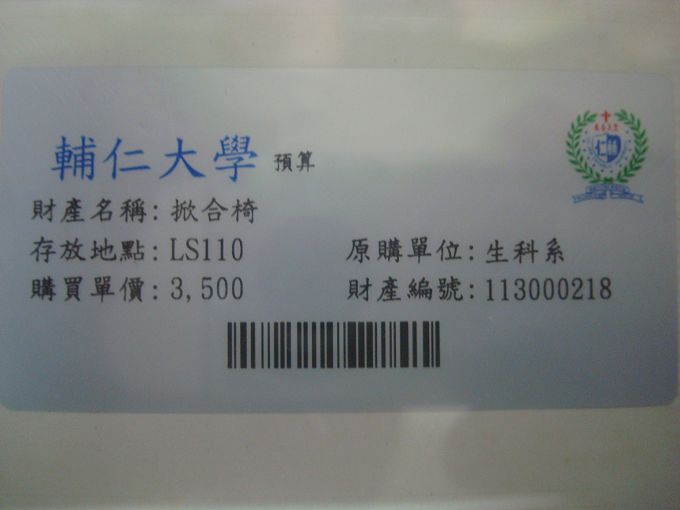 輔仁大學 預算
財產名稱: 掀合椅
存放地點: LS110 原購單位: 生科系
購買單價: 3,500 財產編號: 113000218